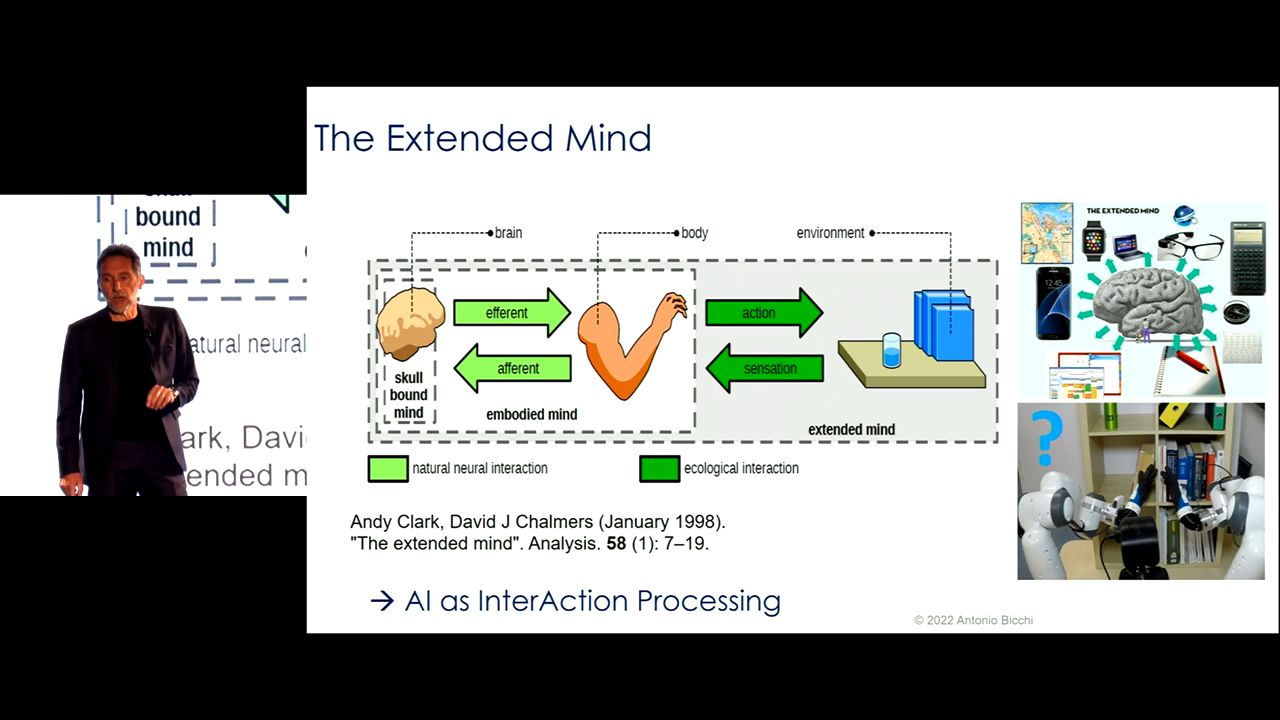 The Extended Mind
brain
body
environment
efferent
afferent
action
sensation
skull
bound
mind
embodied mind
extended mind
natural neural interaction
ecological interaction
Andy Clark, David J Chalmers (January 1998).
"The extended mind". Analysis. 58 (1): 7–19.
→ AI as InterAction Processing
© 2022 Antonio Bicchi
THE EXTENDED MIND
12:45
?
bound
mind
atural neural
ark, Davi
ended m